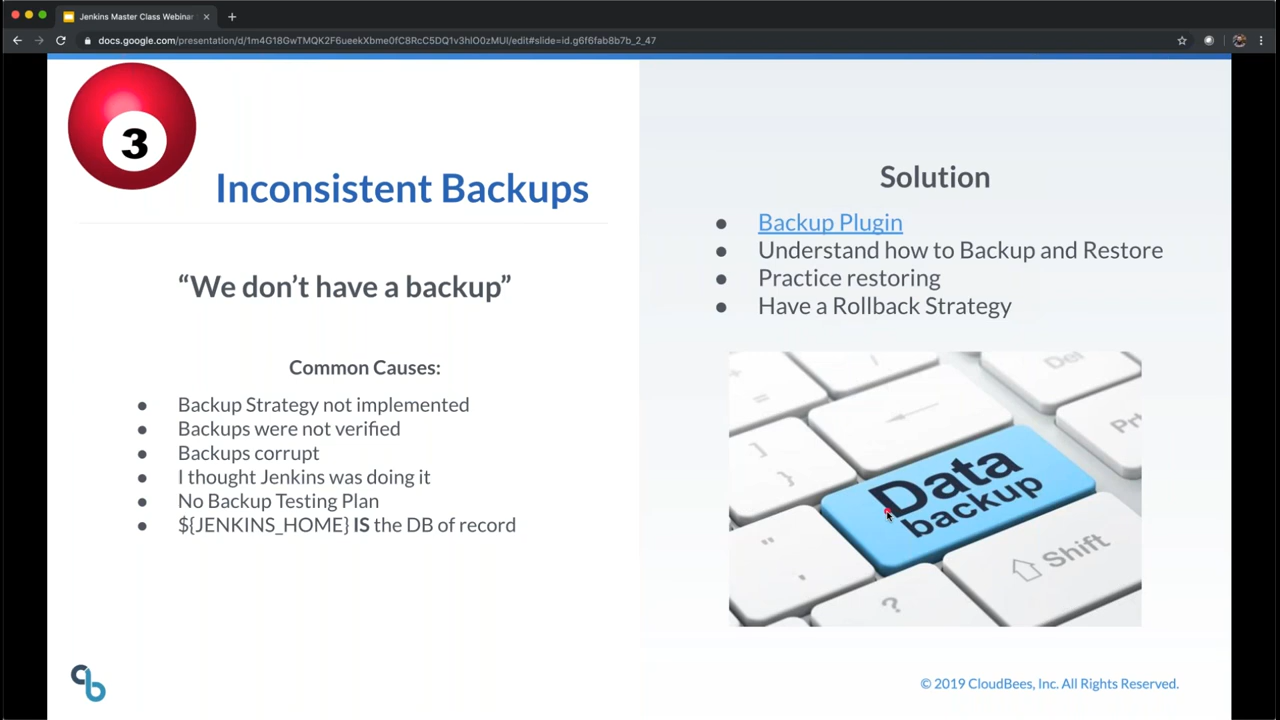 Jenkins Master Class Webinar
docs.google.com/presentation/d/1m4G18GwTMQK2F6ueekXbme0fC8RcC5DQ1v3hlO0zMUI/edit#slide=id.g6f6fab8b7b_2_47
3
Inconsistent Backups
“We don’t have a backup”
Common Causes:
● Backup Strategy not implemented
● Backups were not verified
● Backups corrupt
● I thought Jenkins was doing it
● No Backup Testing Plan
● ${JENKINS_HOME} IS the DB of record
Solution
● Backup Plugin
● Understand how to Backup and Restore
● Practice restoring
● Have a Rollback Strategy
Del
Data
backup
Shift
?
© 2019 CloudBees, Inc. All Rights Reserved.